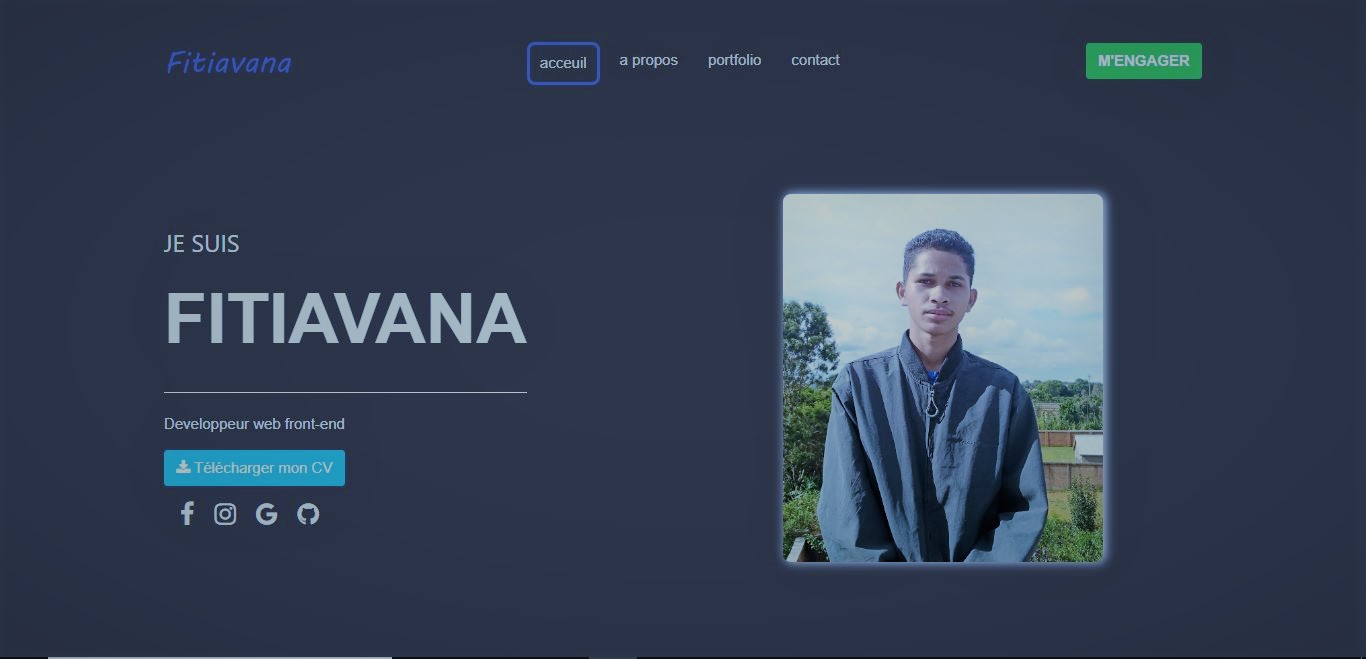 Fitiavana
acceuil
a propos
portfolio
contact
M'ENGAGER
JE SUIS
FITIAVANA
Developpeur web front-end
Télécharger mon CV